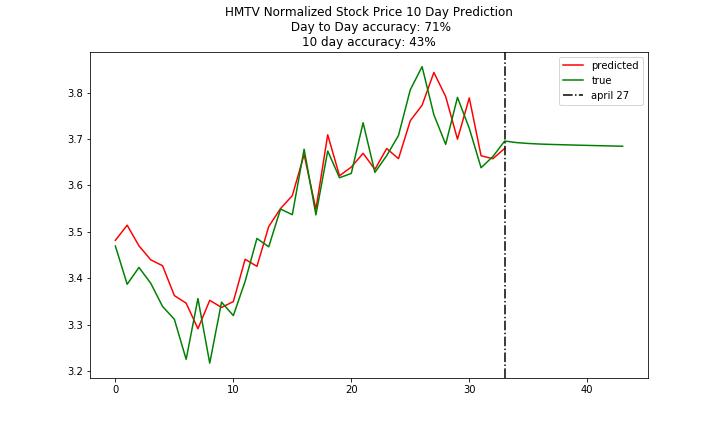 HMTV Normalized Stock Price 10 Day Prediction
Day to Day accuracy: 71%
10 day accuracy: 43%
predicted
true
april 27
3.8
3.7
3.6
3.5
3.4
3.3
3.2
0 10 20 30 40